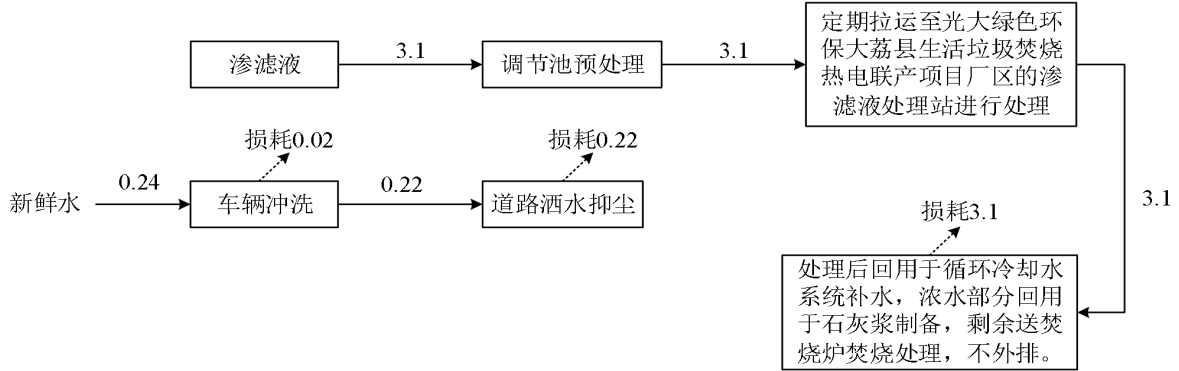 渗滤液
3.1
调节池预处理
3.1
定期拉运至光大绿色环
保大荔县生活垃圾焚烧
热电联产项目厂区的渗
滤液处理站进行处理
损耗0.02
损耗0.22
新鲜水
0.24
车辆冲洗
0.22
道路洒水抑尘
3.1
损耗3.1
处理后回用于循环冷却水
系统补水，浓水部分回用
于石灰浆制备，剩余送焚
烧炉焚烧处理，不外排。